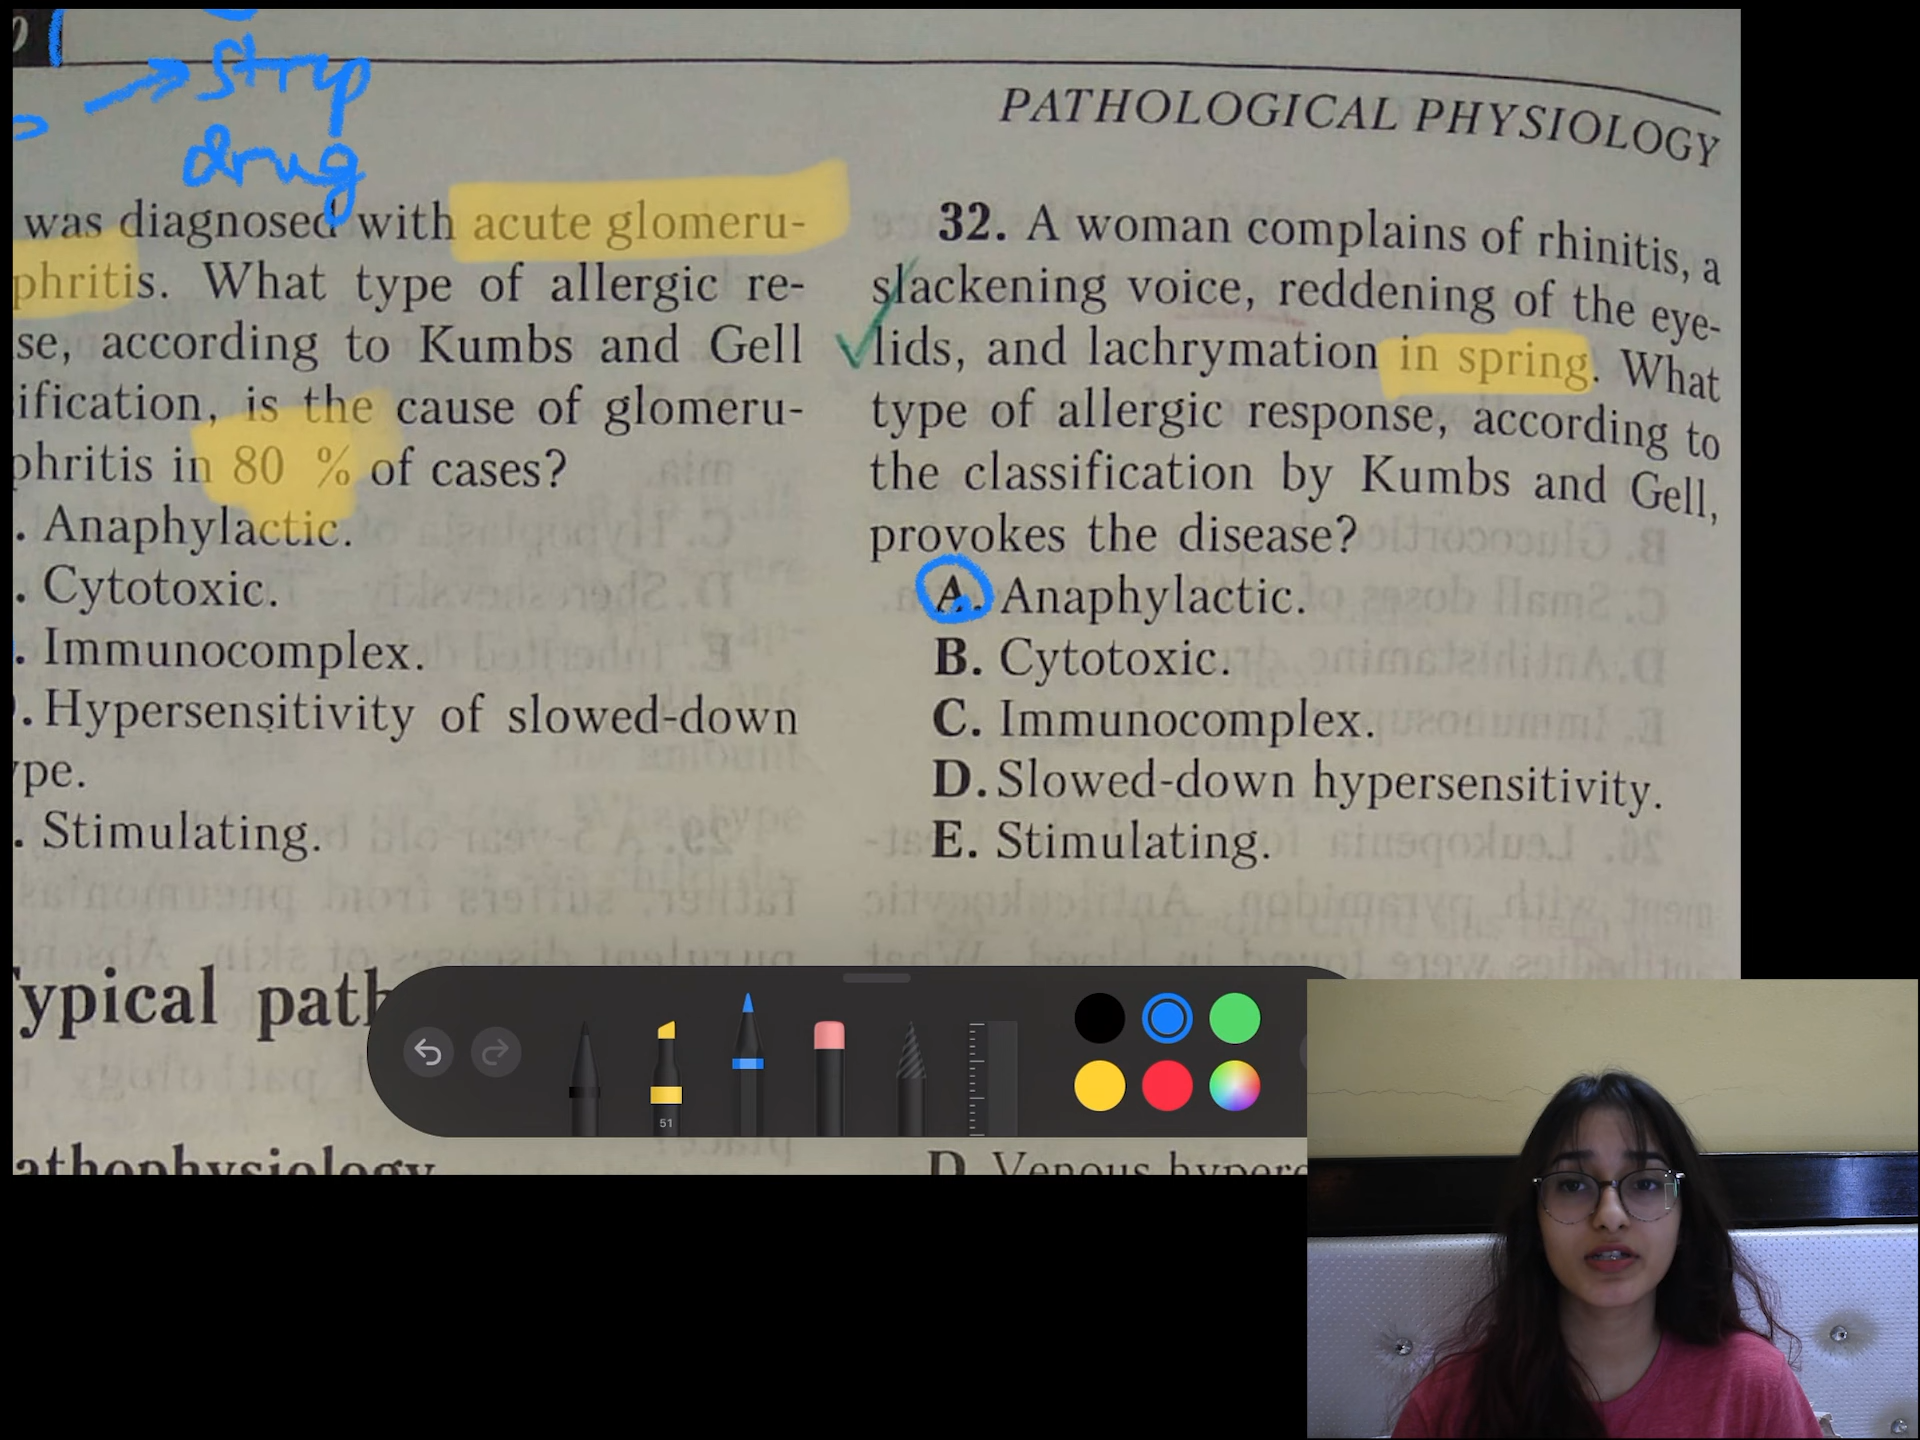 strip
drug
PATHOLOGICAL PHYSIOLOGY
was diagnosed with acute glomeru-
phritis. What type of allergic re-
se, according to Kumbs and Gell
ification, is the cause of glomeru-
phritis in 80 % of cases?
. Anaphylactic.
. Cytotoxic.
. Immunocomplex.
. Hypersensitivity of slowed-down
pe.
. Stimulating.
ypical path
athophysiology
32. A woman complains of rhinitis, a
slackening voice, reddening of the eye-
lids, and lachrymation in spring. What
type of allergic response, according to
the classification by Kumbs and Gell,
provokes the disease?
A. Anaphylactic.
B. Cytotoxic.
C. Immunocomplex.
D. Slowed-down hypersensitivity.
E. Stimulating.
D. Venous hyper
51